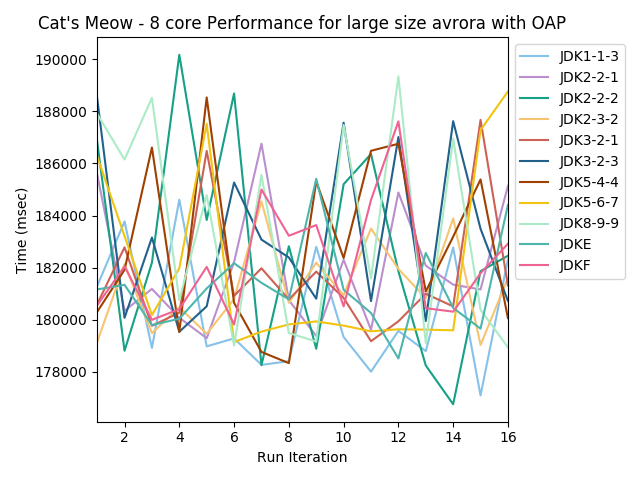 Cat's Meow - 8 core Performance for large size avrora with OAP
Time (msec)
190000
188000
186000
184000
182000
180000
178000
2 4 6 8 10 12 14 16
Run Iteration
JDK1-1-3
JDK2-2-1
JDK2-2-2
JDK2-3-2
JDK3-2-1
JDK3-2-3
JDK5-4-4
JDK5-6-7
JDK8-9-9
JDKE
JDKF